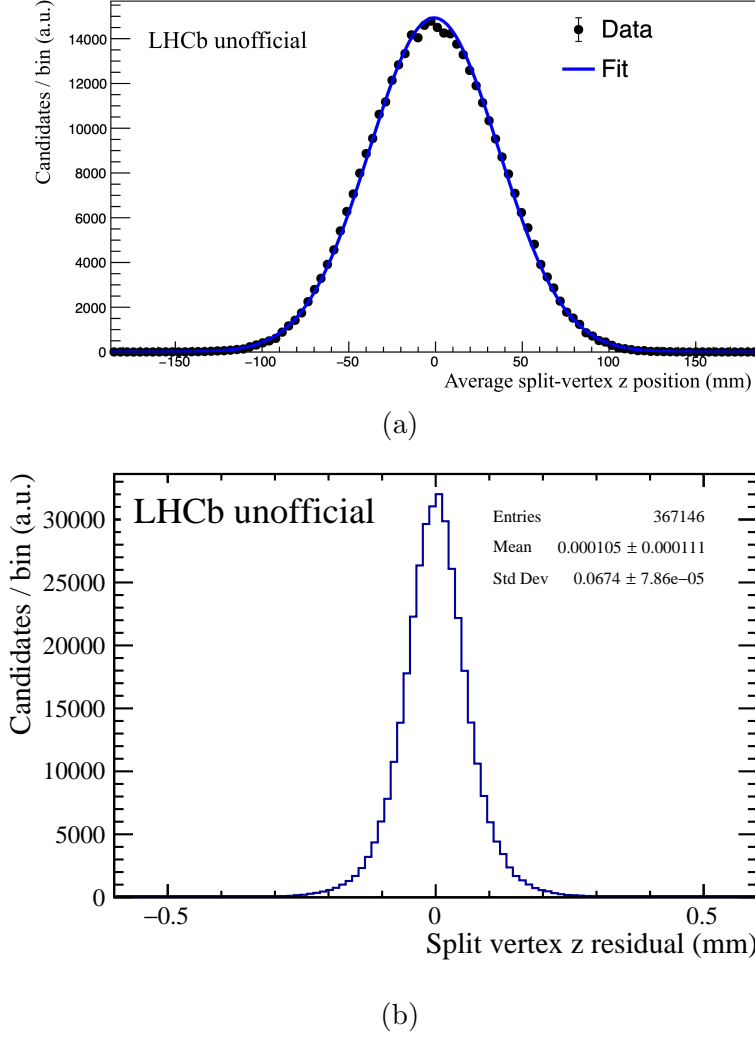 LHCb unofficial
Data
Fit
Candidates / bin (a.u.)
14000
12000
10000
8000
6000
4000
2000
0
−150 −100 −50 0 50 100 150
Average split-vertex z position (mm)
(a)
LHCb unofficial
Entries 367146
Mean 0.000105 ± 0.000111
Std Dev 0.0674 ± 7.86e−05
Candidates / bin (a.u.)
30000
25000
20000
15000
10000
5000
0
−0.5 0 0.5
Split vertex z residual (mm)
(b)